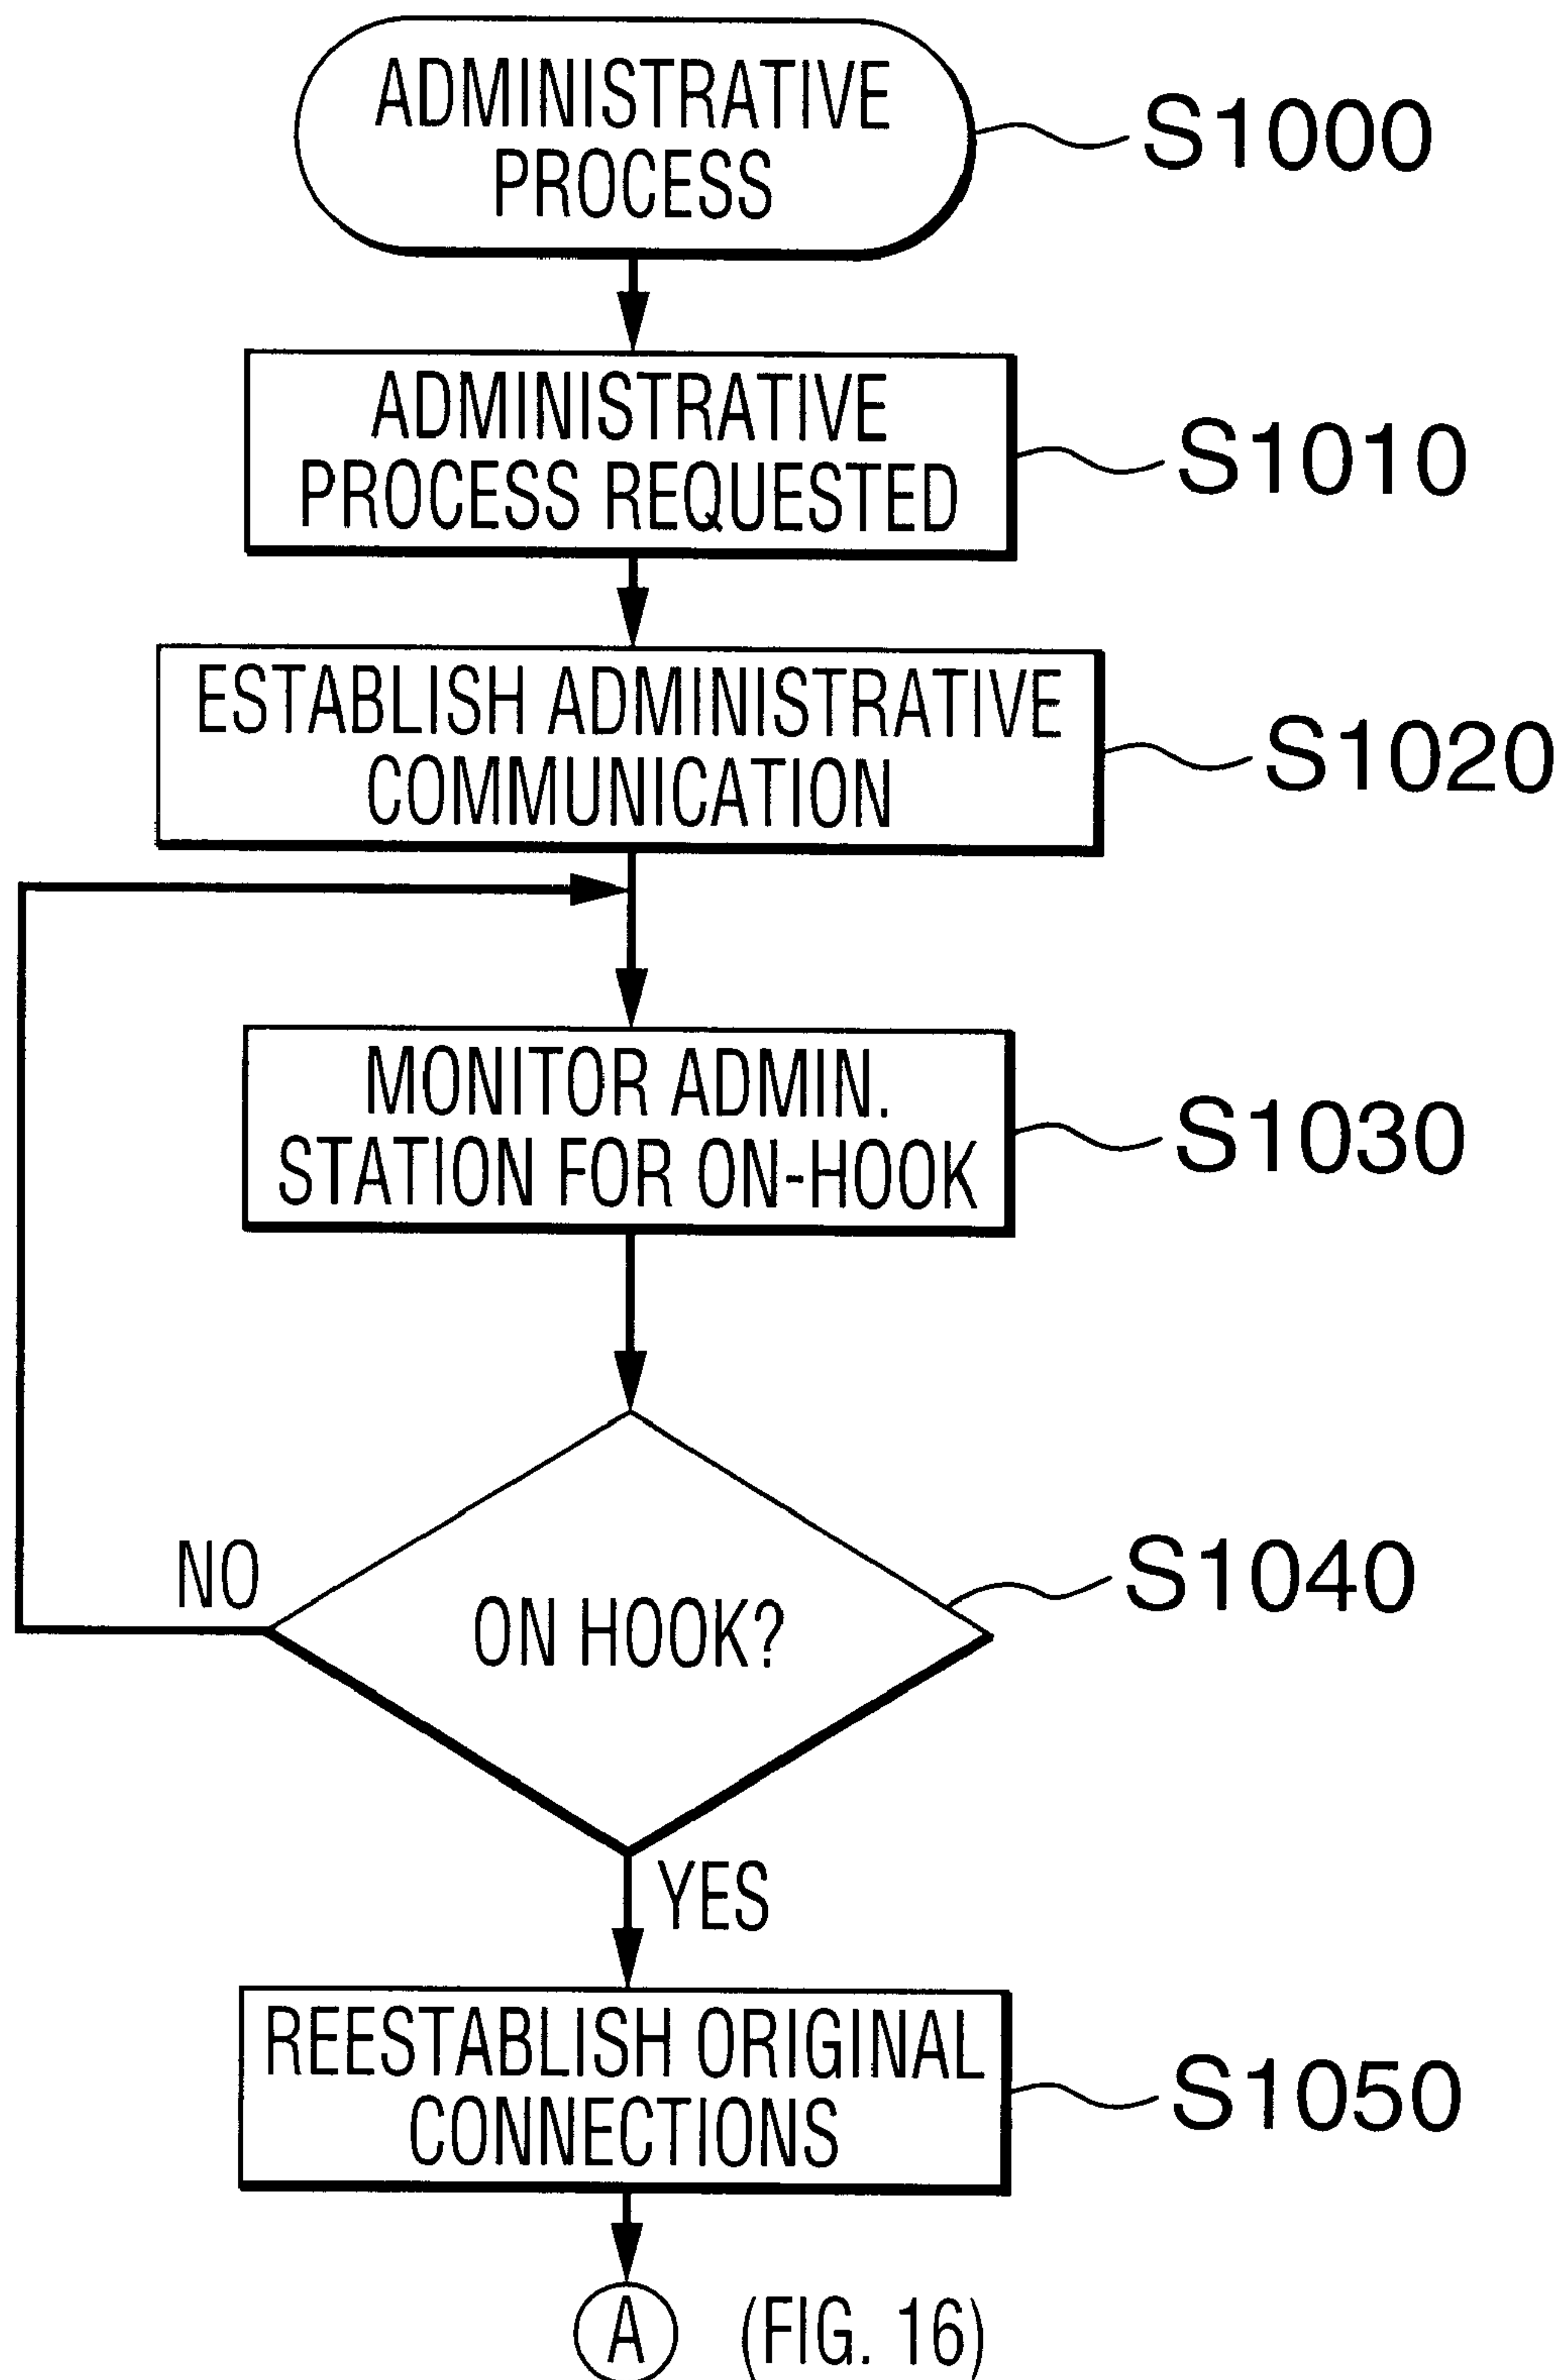 ADMINISTRATIVE
PROCESS
S1000
ADMINISTRATIVE
PROCESS REQUESTED
S1010
ESTABLISH ADMINISTRATIVE
COMMUNICATION
S1020
MONITOR ADMIN.
STATION FOR ON-HOOK
S1030
NO
ON HOOK?
S1040
YES
REESTABLISH ORIGINAL
CONNECTIONS
S1050
A (FIG. 16)